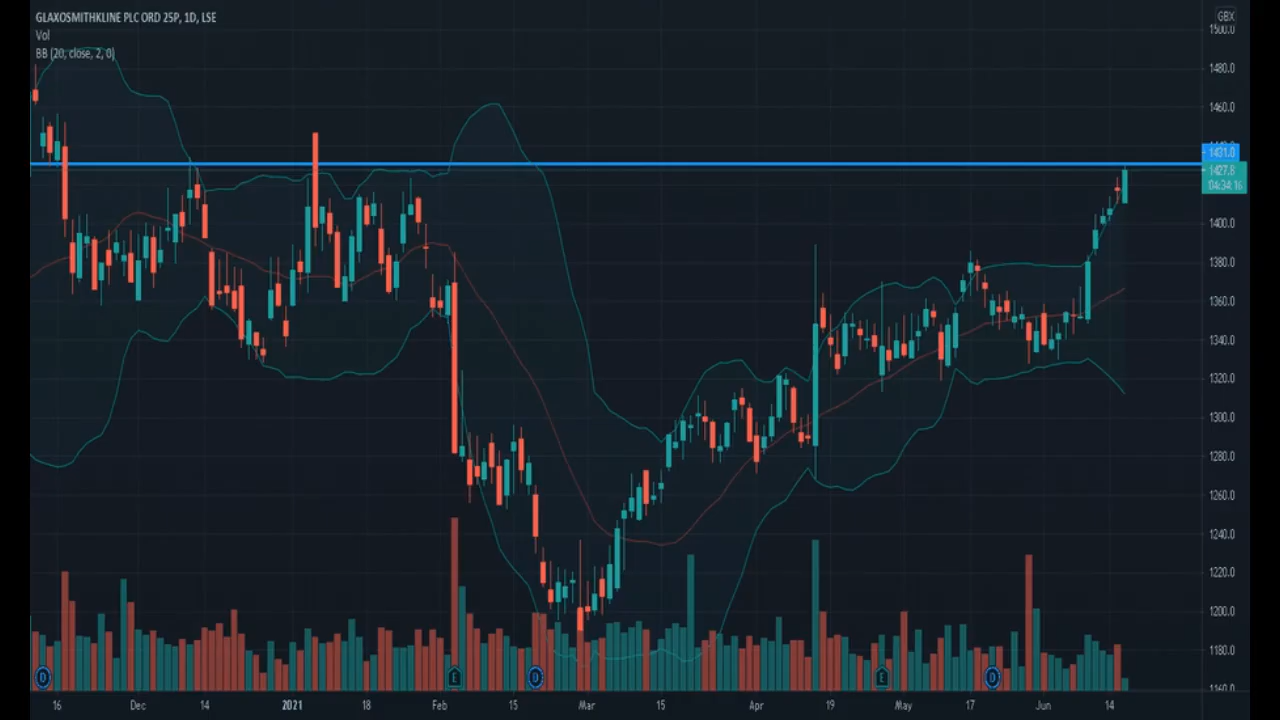 GLAXOSMITHKLINE PLC ORD 25P, 1D, LSE
Vol
BB (20, close, 2, 0)
GBX
1500.0
1480.0
1460.0
1431.0
1427.8
04:34:16
1400.0
1380.0
1360.0
1340.0
1320.0
1300.0
1280.0
1260.0
1240.0
1220.0
1200.0
1180.0
1160.0
D
E
D
E
D
16
Dec
14
2021
18
Feb
15
Mar
15
Apr
19
May
17
Jun
14